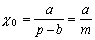 χ₀ = a / (p − b) = a / m